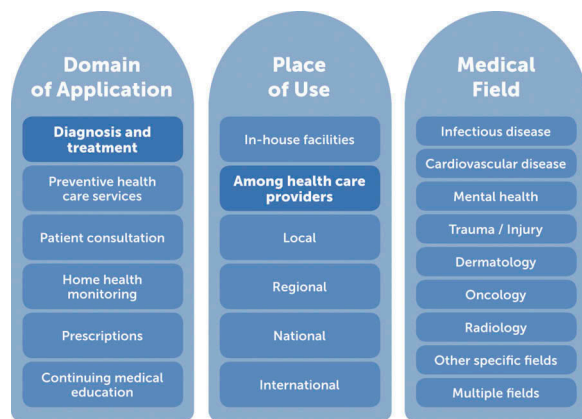 Domain
of Application
Diagnosis and
treatment
Preventive health
care services
Patient consultation
Home health
monitoring
Prescriptions
Continuing medical
education
Place
of Use
In-house facilities
Among health care
providers
Local
Regional
National
International
Medical
Field
Infectious disease
Cardiovascular disease
Mental health
Trauma / Injury
Dermatology
Oncology
Radiology
Other specific fields
Multiple fields